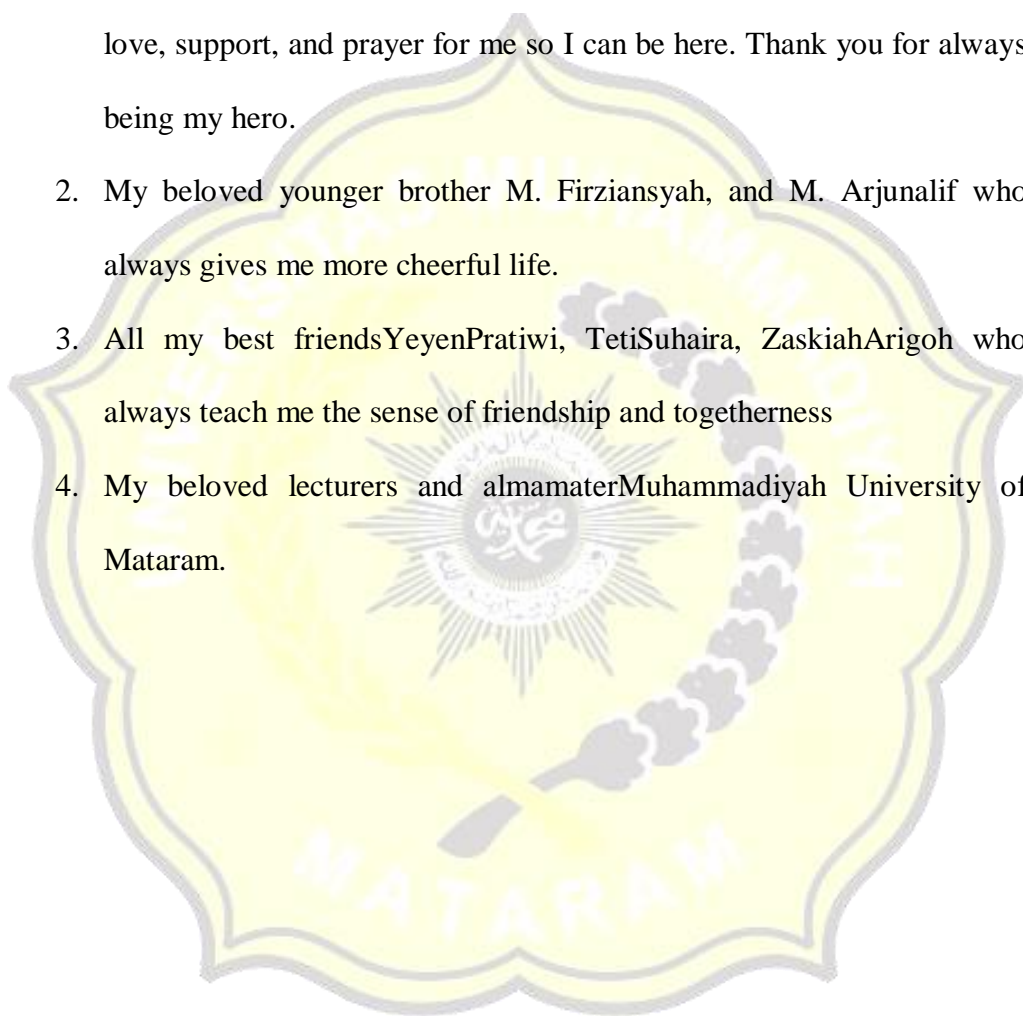 love, support, and prayer for me so I can be here. Thank you for always
being my hero.
2. My beloved younger brother M. Firziansyah, and M. Arjunalif who
always gives me more cheerful life.
3. All my best friendsYeyenPratiwi, TetiSuhaira, ZaskiahArigoh who
always teach me the sense of friendship and togetherness
4. My beloved lecturers and almamaterMuhammadiyah University of
Mataram.
UNIVERSITAS MUHAMMADIYAH
MATARAM